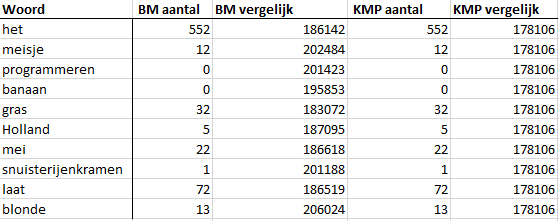 Woord BM aantal BM vergelijk KMP aantal KMP vergelijk
het 552 186142 552 178106
meisje 12 202484 12 178106
programmeren 0 201423 0 178106
banaan 0 195853 0 178106
gras 32 183072 32 178106
Holland 5 187095 5 178106
mei 22 186618 22 178106
snuisterijenkramen 1 201188 1 178106
laat 72 186519 72 178106
blonde 13 206024 13 178106